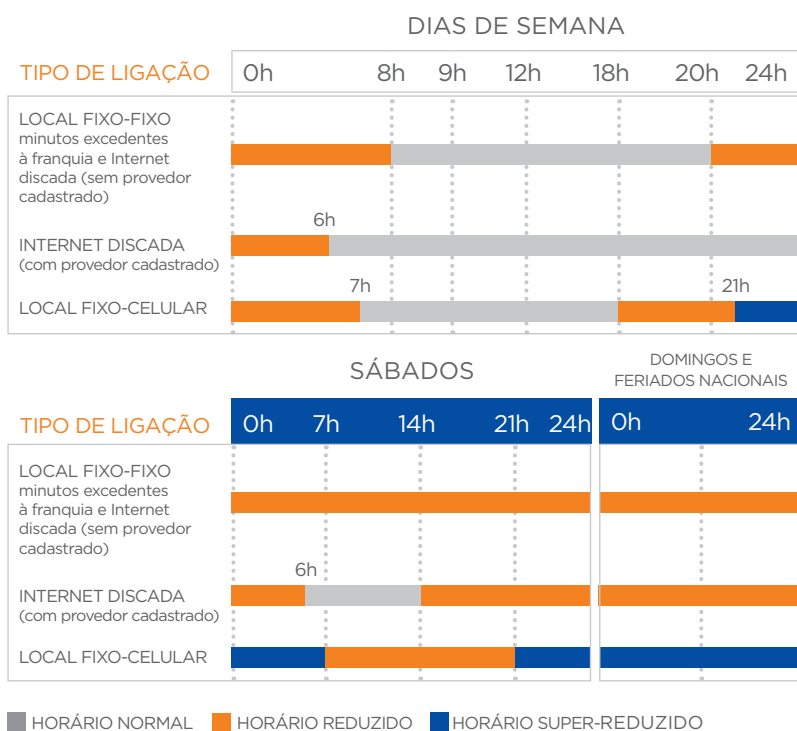 DIAS DE SEMANA
TIPO DE LIGAÇÃO 0h 8h 9h 12h 18h 20h 24h
LOCAL FIXO-FIXO
minutos excedentes
à franquia e Internet
discada (sem provedor
cadastrado)
6h
INTERNET DISCADA
(com provedor cadastrado)
7h 21h
LOCAL FIXO-CELULAR
SÁBADOS
DOMINGOS E
FERIADOS NACIONAIS
TIPO DE LIGAÇÃO 0h 7h 14h 21h 24h 0h 24h
LOCAL FIXO-FIXO
minutos excedentes
à franquia e Internet
discada (sem provedor
cadastrado)
6h
INTERNET DISCADA
(com provedor cadastrado)
LOCAL FIXO-CELULAR
HORÁRIO NORMAL HORÁRIO REDUZIDO HORÁRIO SUPER-REDUZIDO